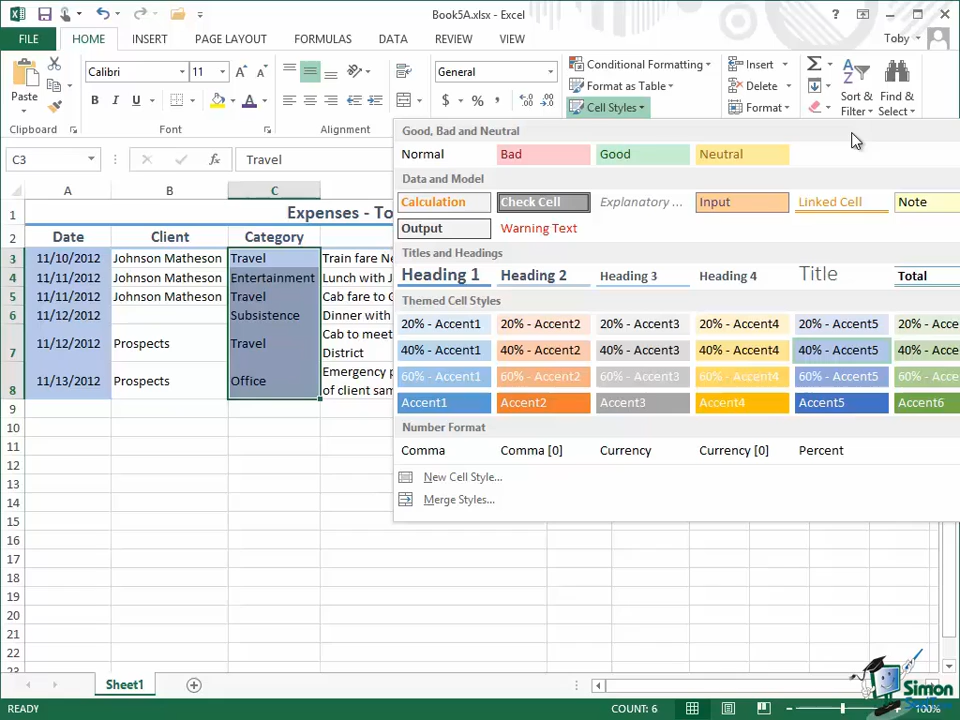 Book5A.xlsx - Excel
FILE HOME INSERT PAGE LAYOUT FORMULAS DATA REVIEW VIEW Toby
Calibri 11 General Conditional Formatting Insert
Paste B I U $ % , Format as Table Delete Sort & Find &
Cell Styles Format Filter Select
Clipboard Font Alignment
C3 fx Travel
Good, Bad and Neutral
Normal Bad Good Neutral
Data and Model
Calculation Check Cell Explanatory ... Input Linked Cell Note
Output Warning Text
Titles and Headings
Heading 1 Heading 2 Heading 3 Heading 4 Title Total
Themed Cell Styles
20% - Accent1 20% - Accent2 20% - Accent3 20% - Accent4 20% - Accent5 20% - Acce
40% - Accent1 40% - Accent2 40% - Accent3 40% - Accent4 40% - Accent5 40% - Acce
60% - Accent1 60% - Accent2 60% - Accent3 60% - Accent4 60% - Accent5 60% - Acce
Accent1 Accent2 Accent3 Accent4 Accent5 Accent6
Number Format
Comma Comma [0] Currency Currency [0] Percent
New Cell Style...
Merge Styles...
A B C
1 Expenses - To
2 Date Client Category
3 11/10/2012 Johnson Matheson Travel Train fare Ne
4 11/11/2012 Johnson Matheson Entertainment Lunch with J
5 11/11/2012 Johnson Matheson Travel Cab fare to G
6 11/12/2012 Subsistence Dinner with
7 11/12/2012 Prospects Travel Cab to meet
District
8 11/13/2012 Prospects Office Emergency p
of client sam
9
10
11
12
13
14
15
16
17
18
19
20
21
22
23
Sheet1
READY COUNT: 6 100%
Simon